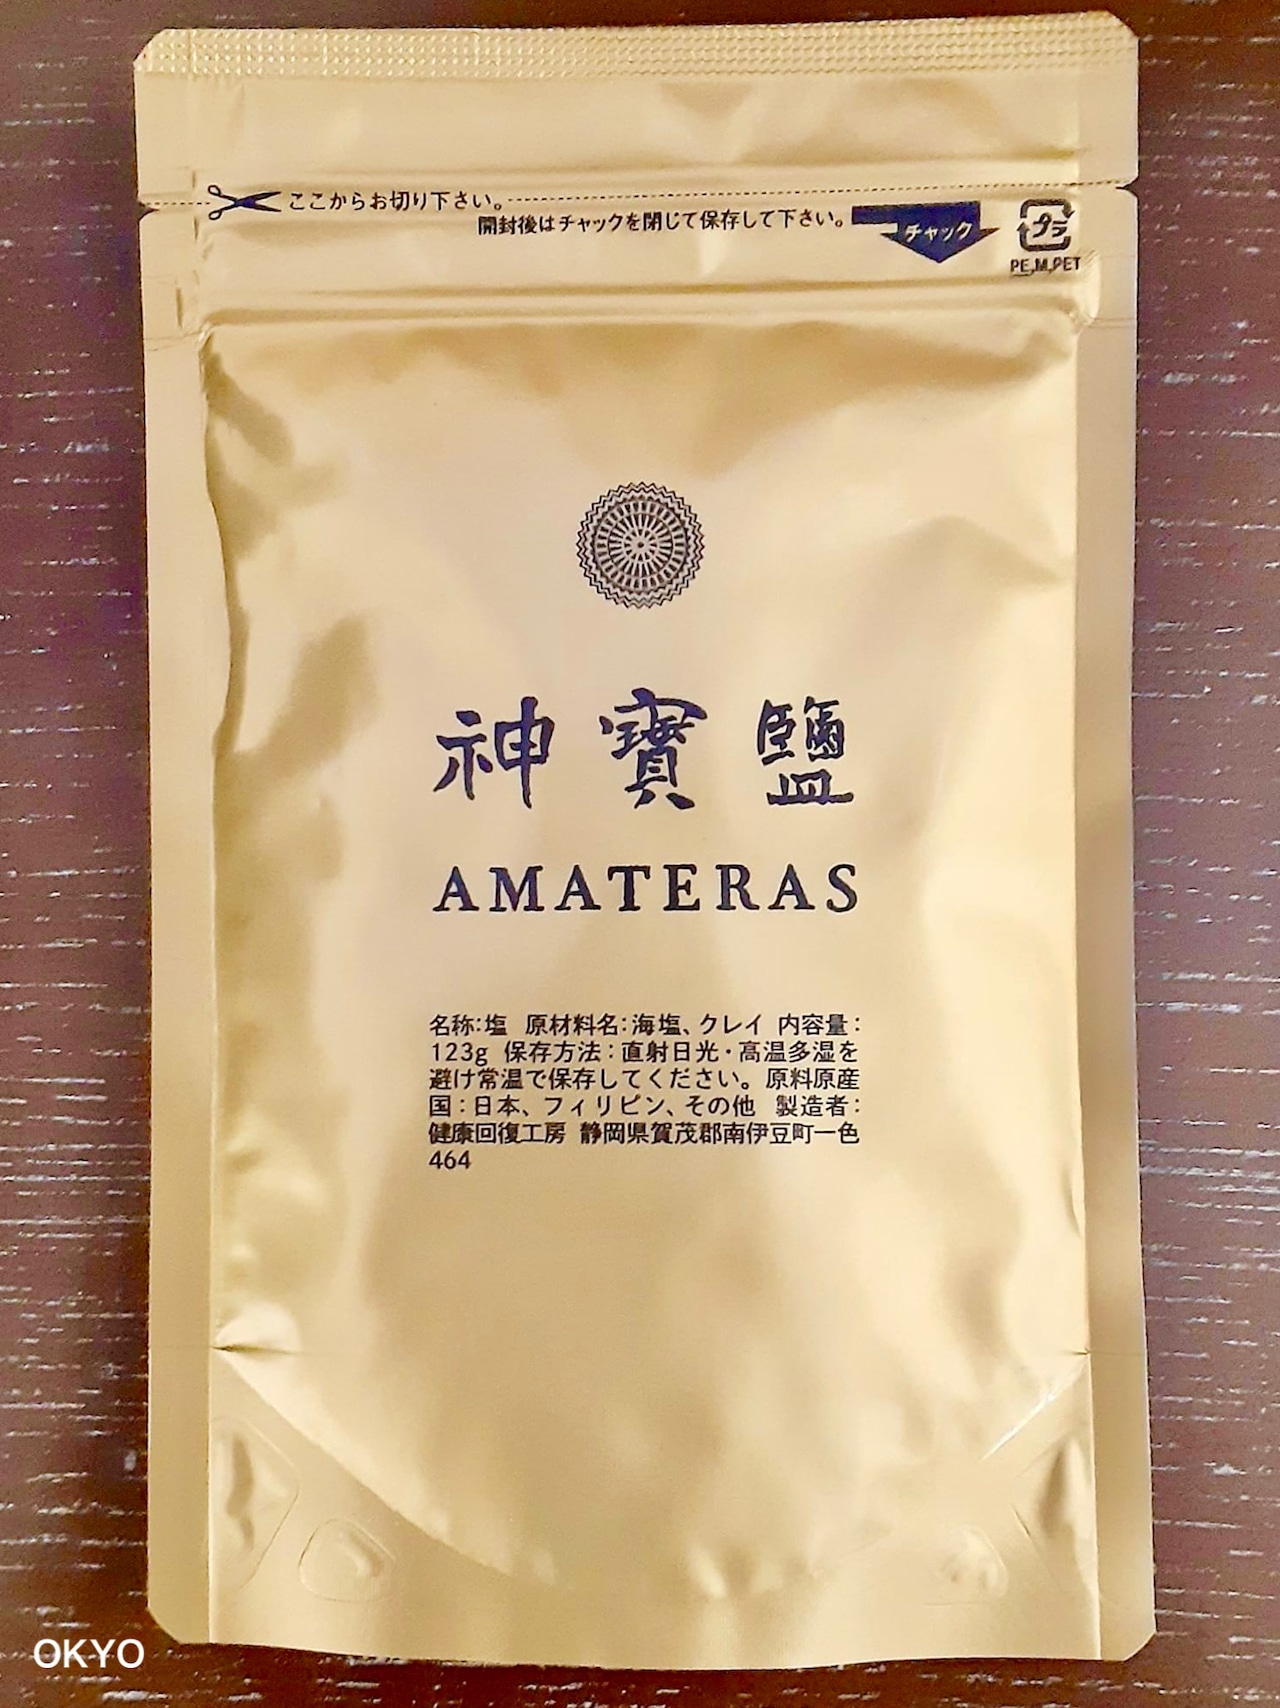 ここからお切り下さい。
開封後はチャックを閉じて保存して下さい。
チャック
プラ
PE,M,PET
神寶鹽
AMATERAS
名称:塩 原材料名:海塩、クレイ 内容量:
123g 保存方法:直射日光・高温多湿を
避け常温で保存してください。原料原産
国:日本、フィリピン、その他 製造者:
健康回復工房 静岡県賀茂郡南伊豆町一色
464
OKYO